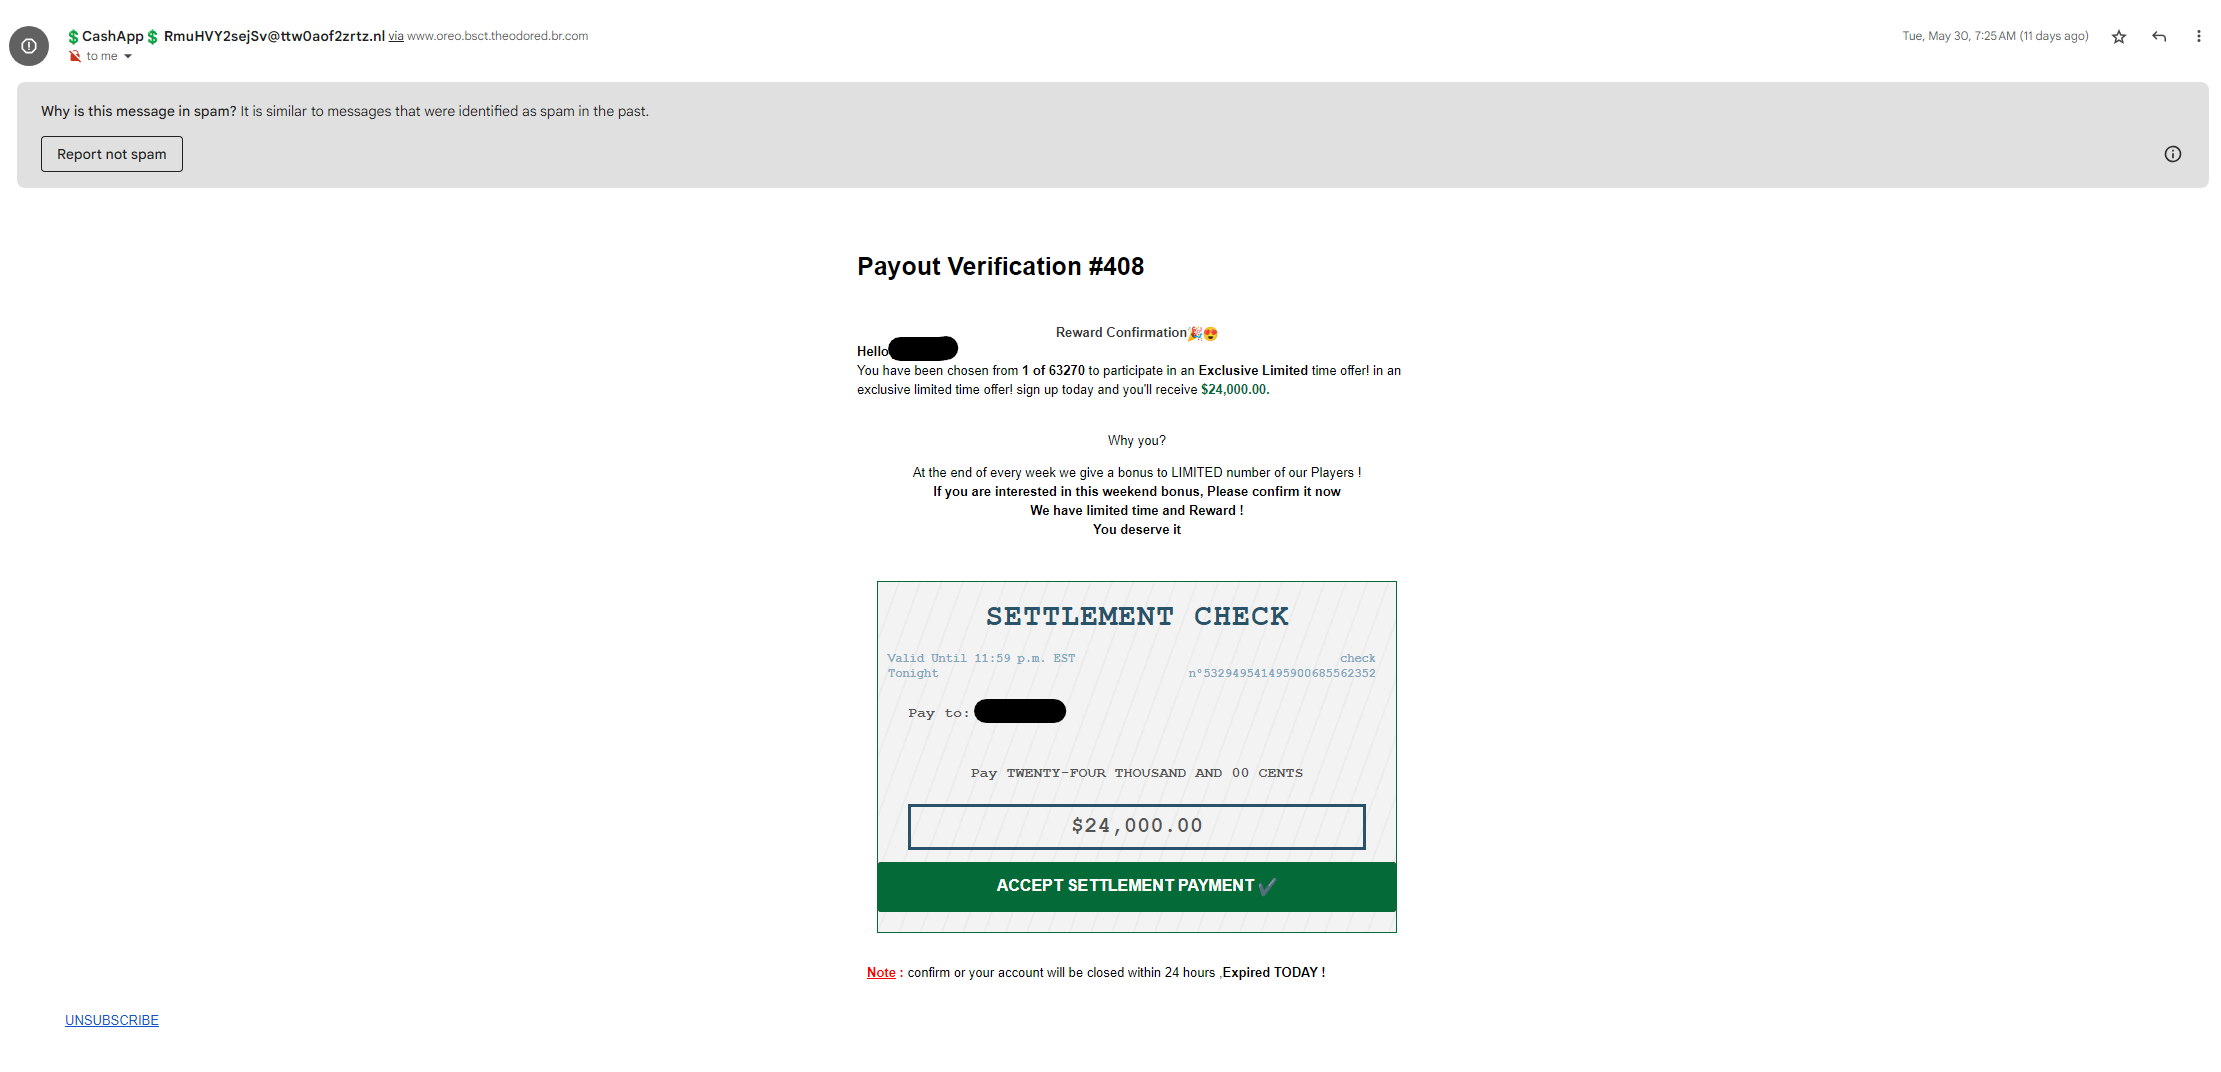 💲CashApp💲 RmuHVY2sejSv@ttw0aof2zrtz.nl via www.oreo.bsct.theodored.br.com
Tue, May 30, 7:25 AM (11 days ago)
to me
Why is this message in spam? It is similar to messages that were identified as spam in the past.
Report not spam
Payout Verification #408
Reward Confirmation🎉😍
Hello
You have been chosen from 1 of 63270 to participate in an Exclusive Limited time offer! in an
exclusive limited time offer! sign up today and you'll receive $24,000.00.
Why you?
At the end of every week we give a bonus to LIMITED number of our Players !
If you are interested in this weekend bonus, Please confirm it now
We have limited time and Reward !
You deserve it
SETTLEMENT CHECK
Valid Until 11:59 p.m. EST
Tonight
check
n°532949541495900685562352
Pay to:
Pay TWENTY-FOUR THOUSAND AND 00 CENTS
$24,000.00
ACCEPT SETTLEMENT PAYMENT✔️
Note : confirm or your account will be closed within 24 hours ,Expired TODAY !
UNSUBSCRIBE